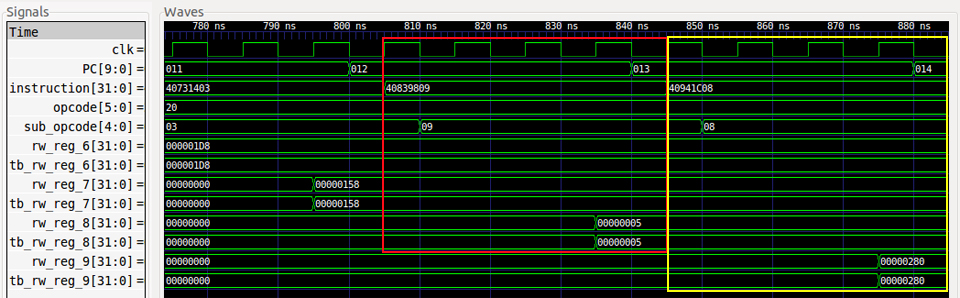 Signals Waves
Time 780 ns 790 ns 800 ns 810 ns 820 ns 830 ns 840 ns 850 ns 860 ns 870 ns 880 ns
clk =
PC[9:0] = 011 012 013 014
instruction[31:0] = 40731403 40839809 40941C08
opcode[5:0] = 20
sub_opcode[4:0] = 03 09 08
rw_reg_6[31:0] = 000001D8
tb_rw_reg_6[31:0] = 000001D8
rw_reg_7[31:0] = 00000000 00000158
tb_rw_reg_7[31:0] = 00000000 00000158
rw_reg_8[31:0] = 00000000 00000005
tb_rw_reg_8[31:0] = 00000000 00000005
rw_reg_9[31:0] = 00000000 00000280
tb_rw_reg_9[31:0] = 00000000 00000280